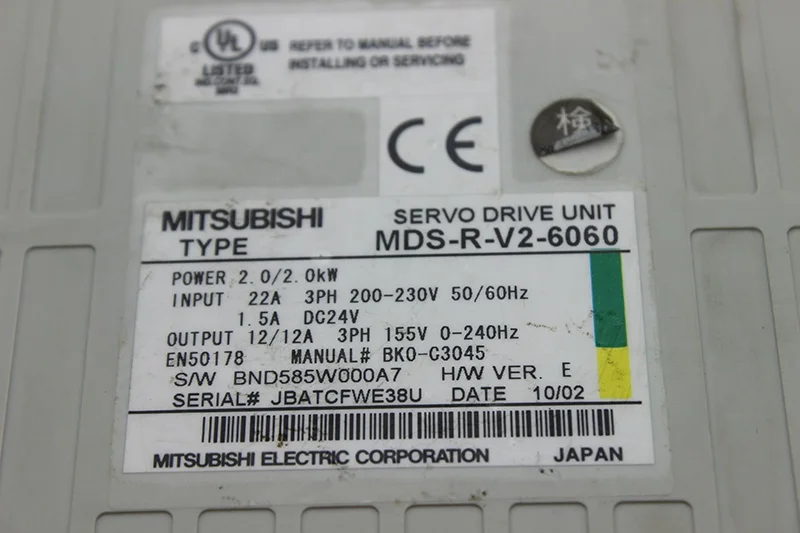 C UL US
LISTED
IND.CONT.EQ.
REFER TO MANUAL BEFORE
INSTALLING OR SERVICING
CE
検
MITSUBISHI SERVO DRIVE UNIT
TYPE MDS-R-V2-6060
POWER 2.0/2.0kW
INPUT 22A 3PH 200-230V 50/60Hz
1.5A DC24V
OUTPUT 12/12A 3PH 155V 0-240Hz
EN50178 MANUAL# BKO-C3045
S/W BND585W000A7 H/W VER. E
SERIAL# JBATCFWE38U DATE 10/02
MITSUBISHI ELECTRIC CORPORATION JAPAN